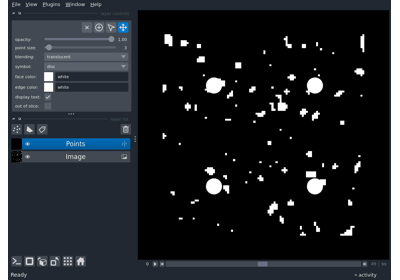 File View Plugins Window Help
opacity: 1.00
point size: 3
blending: translucent
symbol: disc
face color: white
edge color: white
display text:
out of slice:
Points
Image
0
Ready
activity